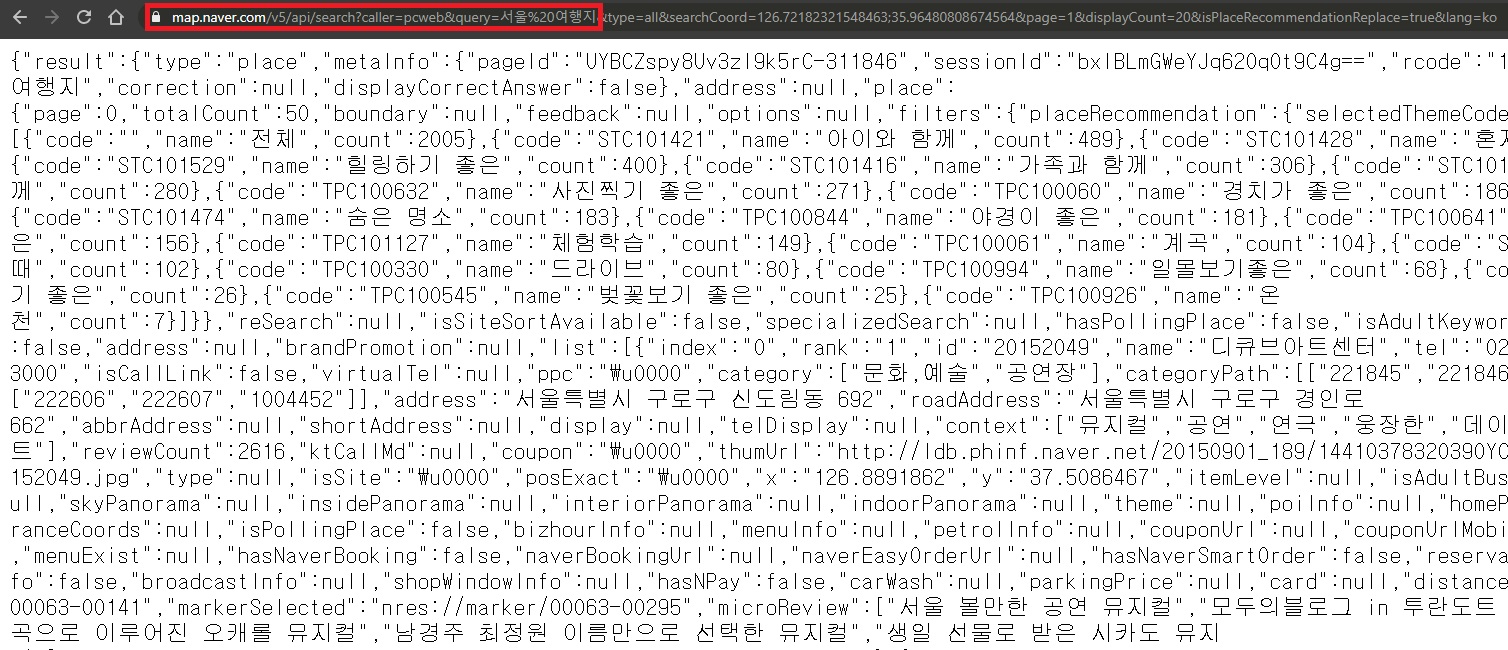 map.naver.com/v5/api/search?caller=pcweb&query=서울%20여행지&type=all&searchCoord=126.72182321548463;35.96480808674564&page=1&displayCount=20&isPlaceRecommendationReplace=true&lang=ko
{"result":{"type":"place","metaInfo":{"pageId":"UYBCZspy8Uv3zI9k5rC-311846","sessionId":"bxIBLmGWeYJq620q0t9C4g==","rcode":"1
여행지","correction":null,"displayCorrectAnswer":false},"address":null,"place":
{"page":0,"totalCount":50,"boundary":null,"feedback":null,"options":null,"filters":{"placeRecommendation":{"selectedThemeCode
[{"code":"","name":"전체","count":2005},{"code":"STC101421","name":"아이와 함께","count":489},{"code":"STC101428","name":"혼자
{"code":"STC101529","name":"힐링하기 좋은","count":400},{"code":"STC101416","name":"가족과 함께","count":306},{"code":"STC101
께","count":280},{"code":"TPC100632","name":"사진찍기 좋은","count":271},{"code":"TPC100060","name":"경치가 좋은","count":186
{"code":"STC101474","name":"숨은 명소","count":183},{"code":"TPC100844","name":"야경이 좋은","count":181},{"code":"TPC100641"
은","count":156},{"code":"TPC101127","name":"체험학습","count":149},{"code":"TPC100061","name":"계곡","count":104},{"code":"S
때","count":102},{"code":"TPC100330","name":"드라이브","count":80},{"code":"TPC100994","name":"일몰보기좋은","count":68},{"co
기 좋은","count":26},{"code":"TPC100545","name":"벚꽃보기 좋은","count":25},{"code":"TPC100926","name":"온
천","count":7}]}},"reSearch":null,"isSiteSortAvailable":false,"specializedSearch":null,"hasPollingPlace":false,"isAdultKeywor
:false,"address":null,"brandPromotion":null,"list":[{"index":"0","rank":"1","id":"20152049","name":"디큐브아트센터","tel":"02
3000","isCallLink":false,"virtualTel":null,"ppc":"₩u0000","category":["문화,예술","공연장"],"categoryPath":[["221845","221846
["222606","222607","1004452"]],"address":"서울특별시 구로구 신도림동 692","roadAddress":"서울특별시 구로구 경인로
662","abbrAddress":null,"shortAddress":null,"display":null,"telDisplay":null,"context":["뮤지컬","공연","연극","웅장한","데이
트"],"reviewCount":2616,"ktCallMd":null,"coupon":"₩u0000","thumUrl":"http://ldb.phinf.naver.net/20150901_189/14410378320390YC
152049.jpg","type":null,"isSite":"₩u0000","posExact":"₩u0000","x":"126.8891862","y":"37.5086467","itemLevel":null,"isAdultBus
ull,"skyPanorama":null,"insidePanorama":null,"interiorPanorama":null,"indoorPanorama":null,"theme":null,"poiInfo":null,"homeP
ranceCoords":null,"isPollingPlace":false,"bizhourInfo":null,"menuInfo":null,"petrolInfo":null,"couponUrl":null,"couponUrlMobi
,"menuExist":null,"hasNaverBooking":false,"naverBookingUrl":null,"naverEasyOrderUrl":null,"hasNaverSmartOrder":false,"reserva
fo":false,"broadcastInfo":null,"shopWindowInfo":null,"hasNPay":false,"carWash":null,"parkingPrice":null,"card":null,"distance
00063-00141","markerSelected":"nres://marker/00063-00295","microReview":["서울 볼만한 공연 뮤지컬","모두의블로그 in 투란도트
곡으로 이루어진 오캐롤 뮤지컬","남경주 최정원 이름만으로 선택한 뮤지컬","생일 선물로 받은 시카도 뮤지